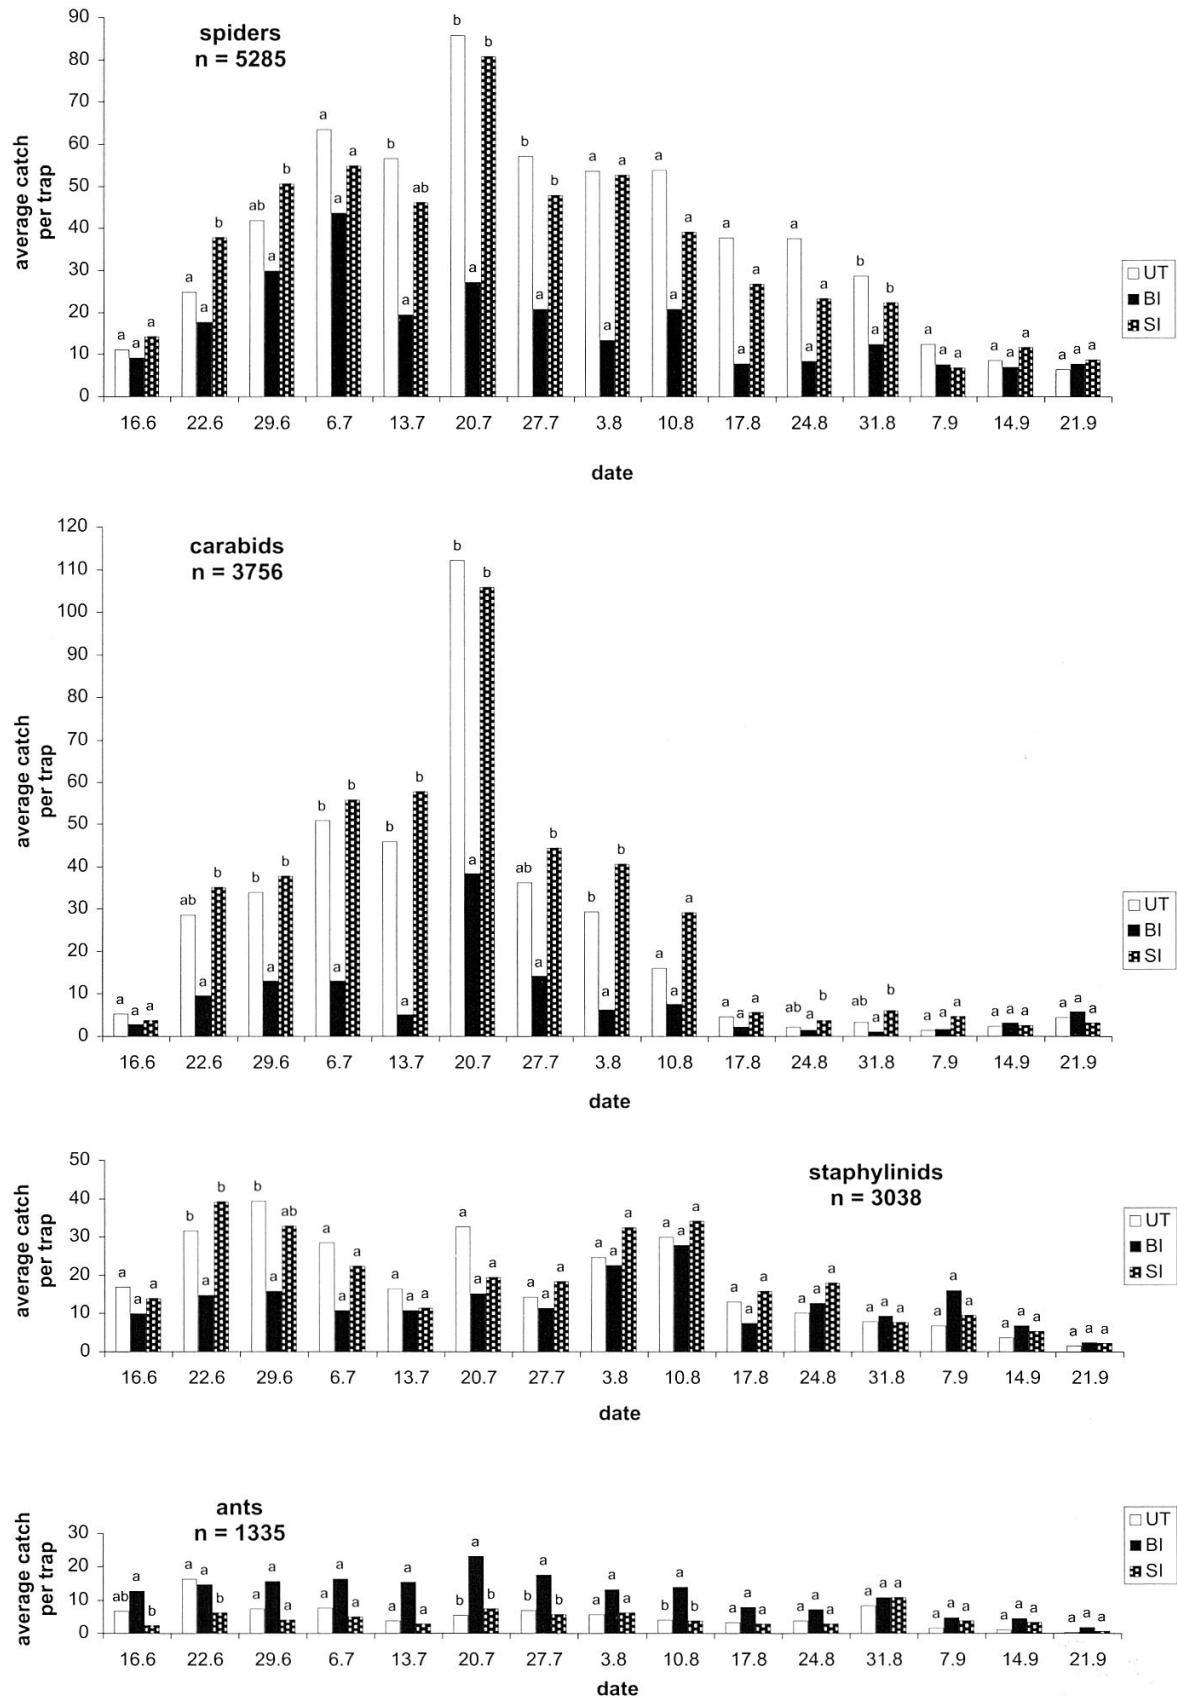 spiders
n = 5285
average catch
per trap
90
80
70
60
50
40
30
20
10
0
a a a
a a b
ab a b
a a a
b a ab
b a b
b a b
a a a
a a a
a a a
a a a
b a b
a a a
a a a
a a a
16.6 22.6 29.6 6.7 13.7 20.7 27.7 3.8 10.8 17.8 24.8 31.8 7.9 14.9 21.9
date
UT
BI
SI
carabids
n = 3756
average catch
per trap
120
110
100
90
80
70
60
50
40
30
20
10
0
a a a
ab a b
b a b
b a b
b a b
b a b
ab a b
b a b
a a a
a a a
ab a b
ab a b
a a a
a a a
a a a
16.6 22.6 29.6 6.7 13.7 20.7 27.7 3.8 10.8 17.8 24.8 31.8 7.9 14.9 21.9
date
UT
BI
SI
staphylinids
n = 3038
average catch
per trap
50
40
30
20
10
0
a a a
b a b
b a ab
a a a
a a a
a a a
a a a
a a a
a a a
a a a
a a a
a a a
a a a
a a a
a a a
16.6 22.6 29.6 6.7 13.7 20.7 27.7 3.8 10.8 17.8 24.8 31.8 7.9 14.9 21.9
date
UT
BI
SI
ants
n = 1335
average catch
per trap
30
20
10
0
ab a b
a a b
a a a
a a a
a a a
b a b
b a b
a a a
b a b
a a a
a a a
a a a
a a a
a a a
a a a
16.6 22.6 29.6 6.7 13.7 20.7 27.7 3.8 10.8 17.8 24.8 31.8 7.9 14.9 21.9
date
UT
BI
SI